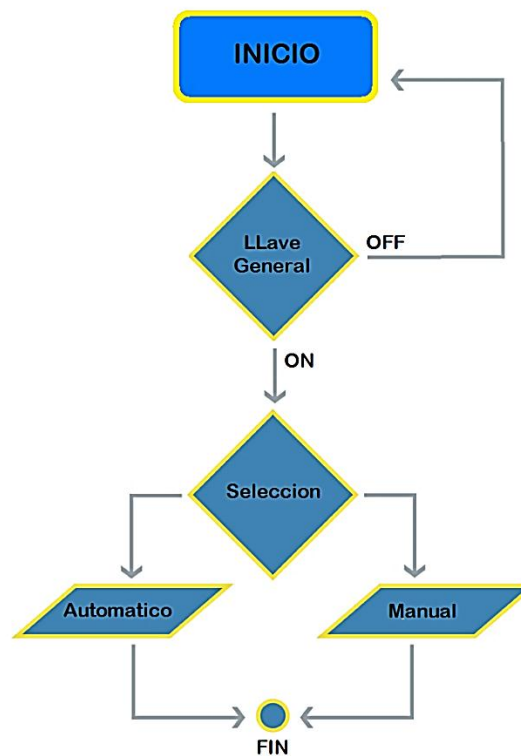 INICIO
LLave
General
OFF
ON
Seleccion
Automatico
Manual
FIN